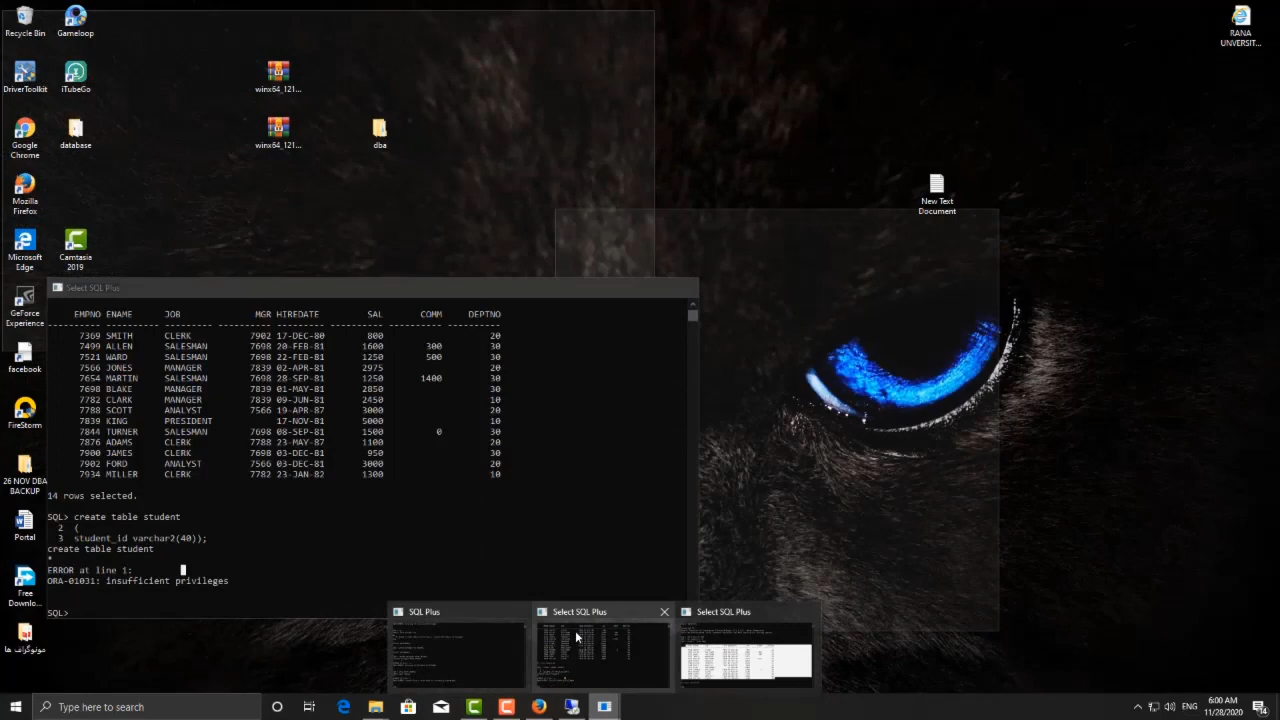 Recycle Bin
Gameloop
DriverToolkit
iTubeGo
Google
Chrome
database
Mozilla
Firefox
Microsoft
Edge
Camtasia
2019
GeForce
Experience
facebook
FireStorm
26 NOV DBA
BACKUP
Portal
Free
Downlo...
مونوگراف ها
winx64_121...
winx64_121...
dba
RANA
UNVERSIT...
New Text
Document
Select SQL Plus
EMPNO ENAME JOB MGR HIREDATE SAL COMM DEPTNO
---------- ---------- --------- ---------- --------- ---------- ---------- ----------
7369 SMITH CLERK 7902 17-DEC-80 800 20
7499 ALLEN SALESMAN 7698 20-FEB-81 1600 300 30
7521 WARD SALESMAN 7698 22-FEB-81 1250 500 30
7566 JONES MANAGER 7839 02-APR-81 2975 20
7654 MARTIN SALESMAN 7698 28-SEP-81 1250 1400 30
7698 BLAKE MANAGER 7839 01-MAY-81 2850 30
7782 CLARK MANAGER 7839 09-JUN-81 2450 10
7788 SCOTT ANALYST 7566 19-APR-87 3000 20
7839 KING PRESIDENT 17-NOV-81 5000 10
7844 TURNER SALESMAN 7698 08-SEP-81 1500 0 30
7876 ADAMS CLERK 7788 23-MAY-87 1100 20
7900 JAMES CLERK 7698 03-DEC-81 950 30
7902 FORD ANALYST 7566 03-DEC-81 3000 20
7934 MILLER CLERK 7782 23-JAN-82 1300 10
14 rows selected.
SQL> create table student
2 (
3 student_id varchar2(40));
create table student
*
ERROR at line 1:
ORA-01031: insufficient privileges
SQL>
SQL Plus
Select SQL Plus
Select SQL Plus
Type here to search
ENG
6:00 AM
11/28/2020
14